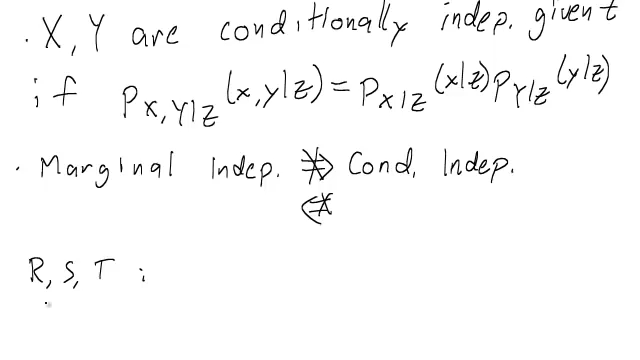 . X, Y are conditionally indep. given t
if P_{X,Y|Z}(x,y|z) = P_{X|Z}(x|z) P_{Y|Z}(y|z)
. Marginal Indep. ⇏ Cond. Indep.
⇍
R, S, T i